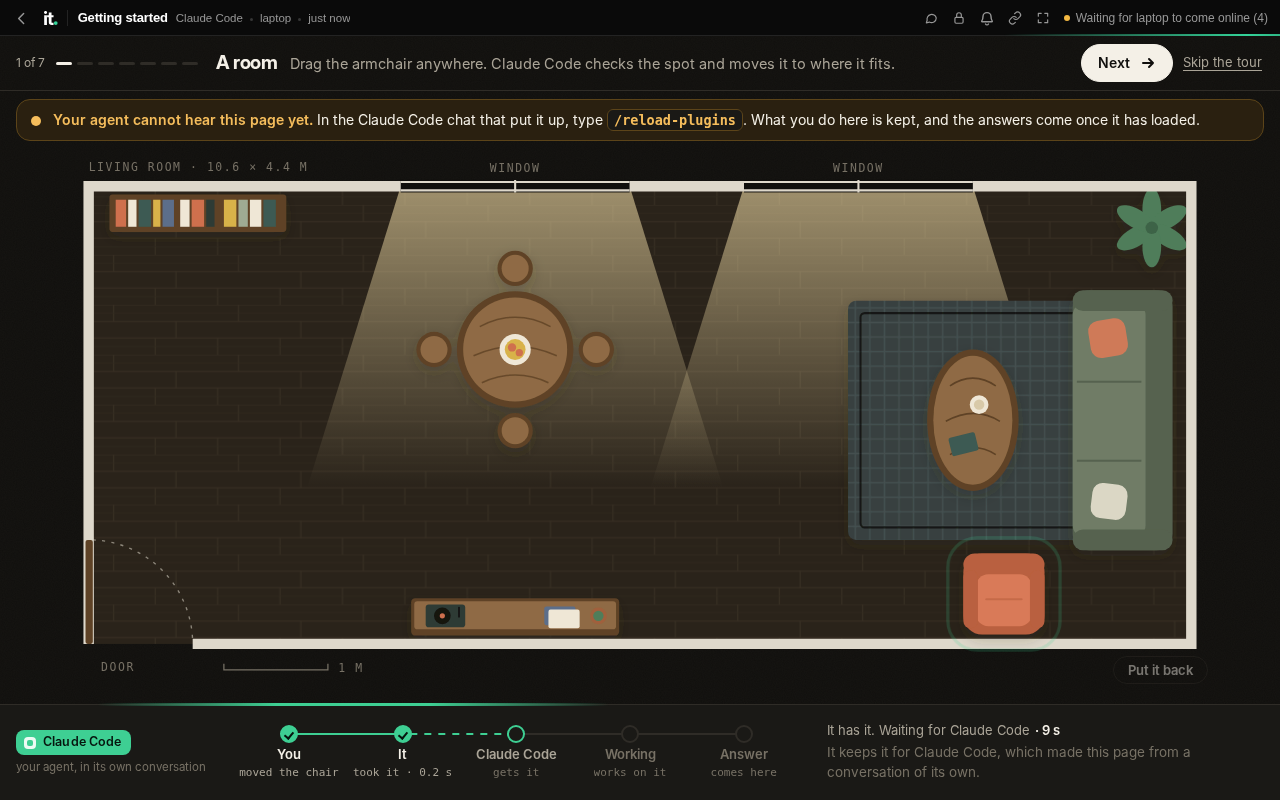 it. Getting started Claude Code • laptop • just now Waiting for laptop to come online (4)
1 of 7 A room Drag the armchair anywhere. Claude Code checks the spot and moves it to where it fits. Next → Skip the tour
Your agent cannot hear this page yet. In the Claude Code chat that put it up, type /reload-plugins. What you do here is kept, and the answers come once it has loaded.
LIVING ROOM · 10.6 × 4.4 M WINDOW WINDOW
DOOR 1 M Put it back
Claude Code
your agent, in its own conversation
You It Claude Code Working Answer
moved the chair took it · 0.2 s gets it works on it comes here
It has it. Waiting for Claude Code · 9 s
It keeps it for Claude Code, which made this page from a
conversation of its own.